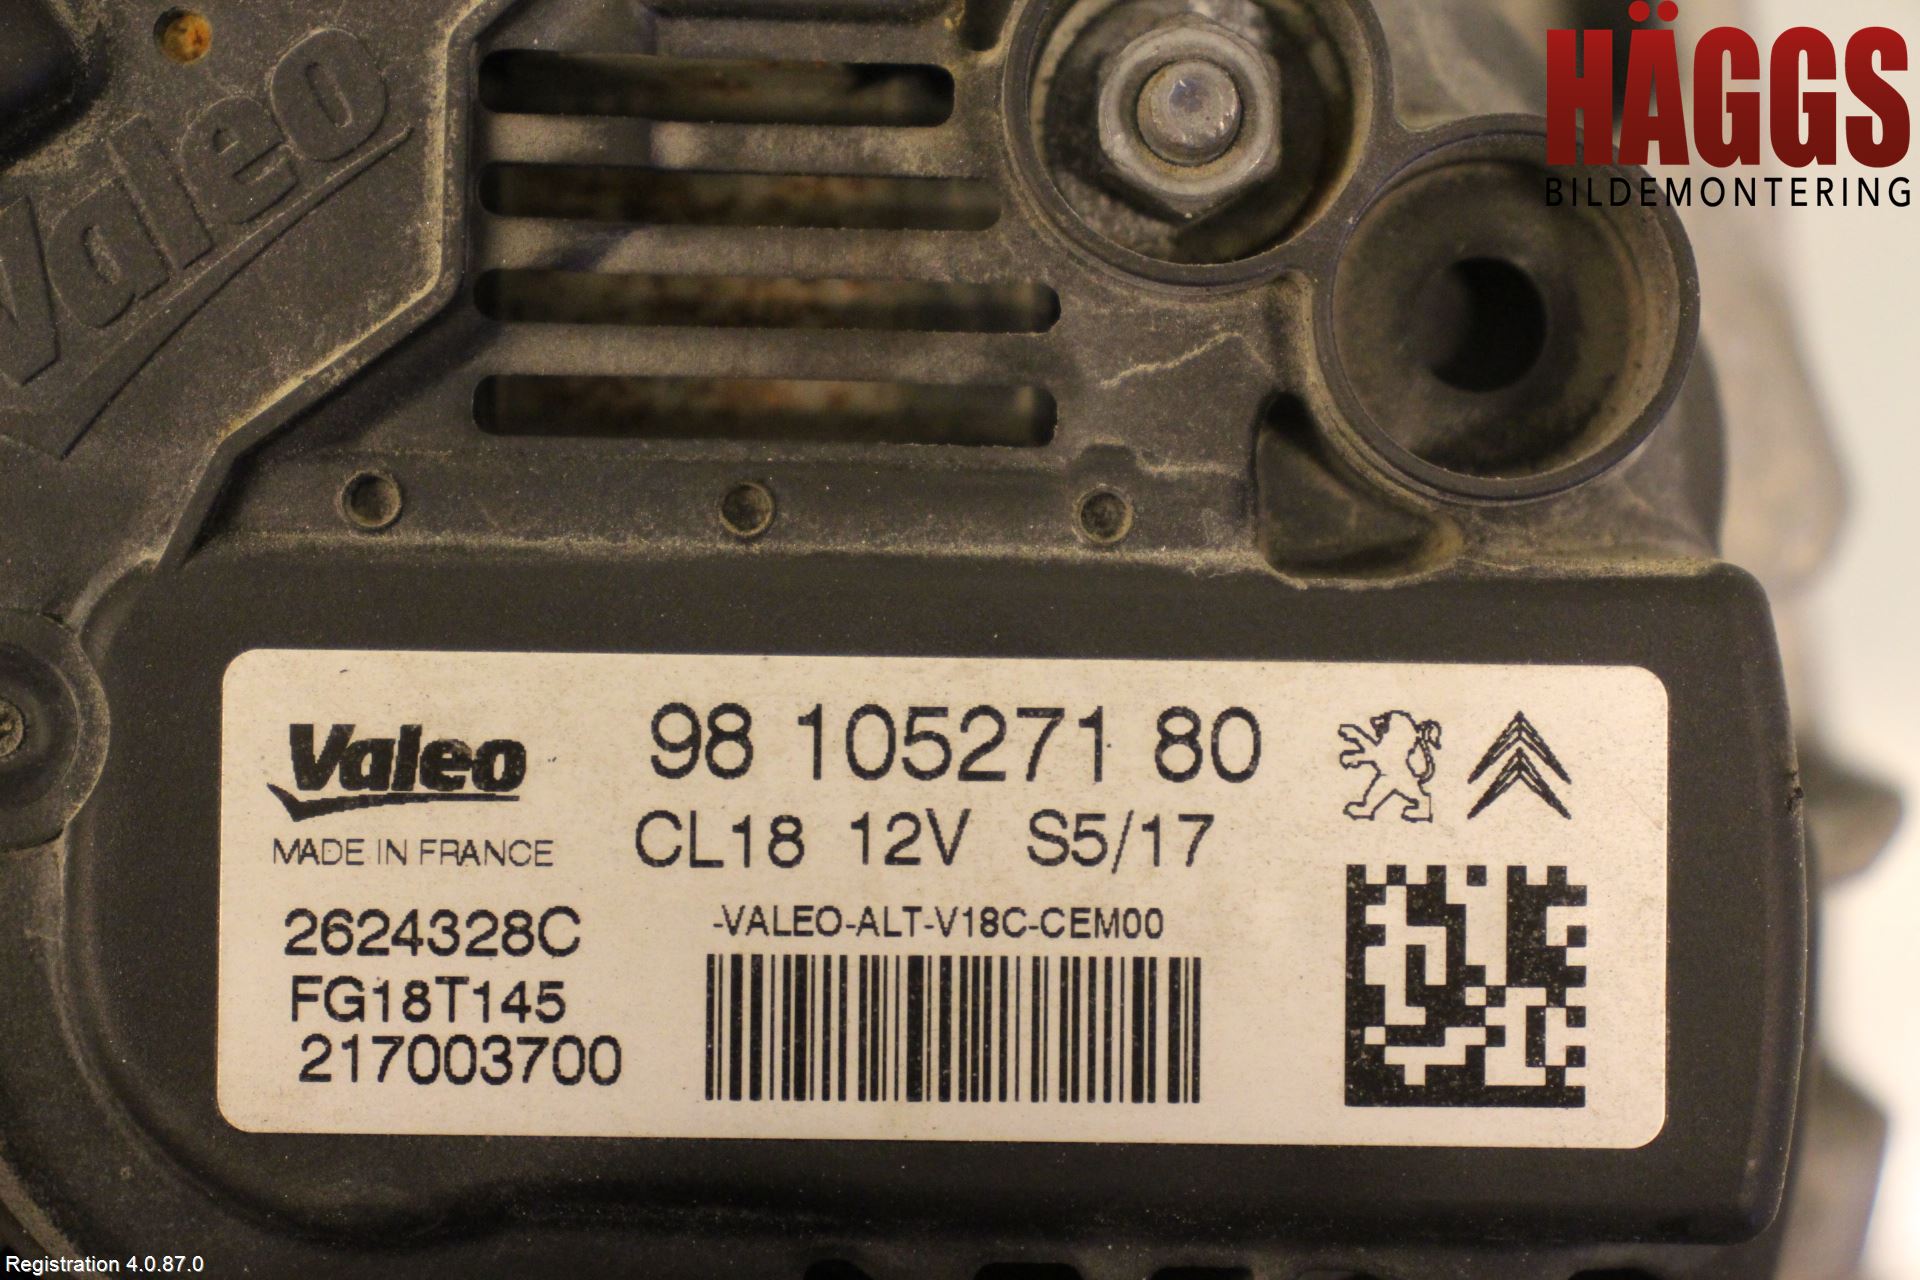 HÄGGS
BILDEMONTERING
Valeo
Valeo
98 105271 80
MADE IN FRANCE
CL18 12V S5/17
2624328C
-VALEO-ALT-V18C-CEM00
FG18T145
217003700
Registration 4.0.87.0